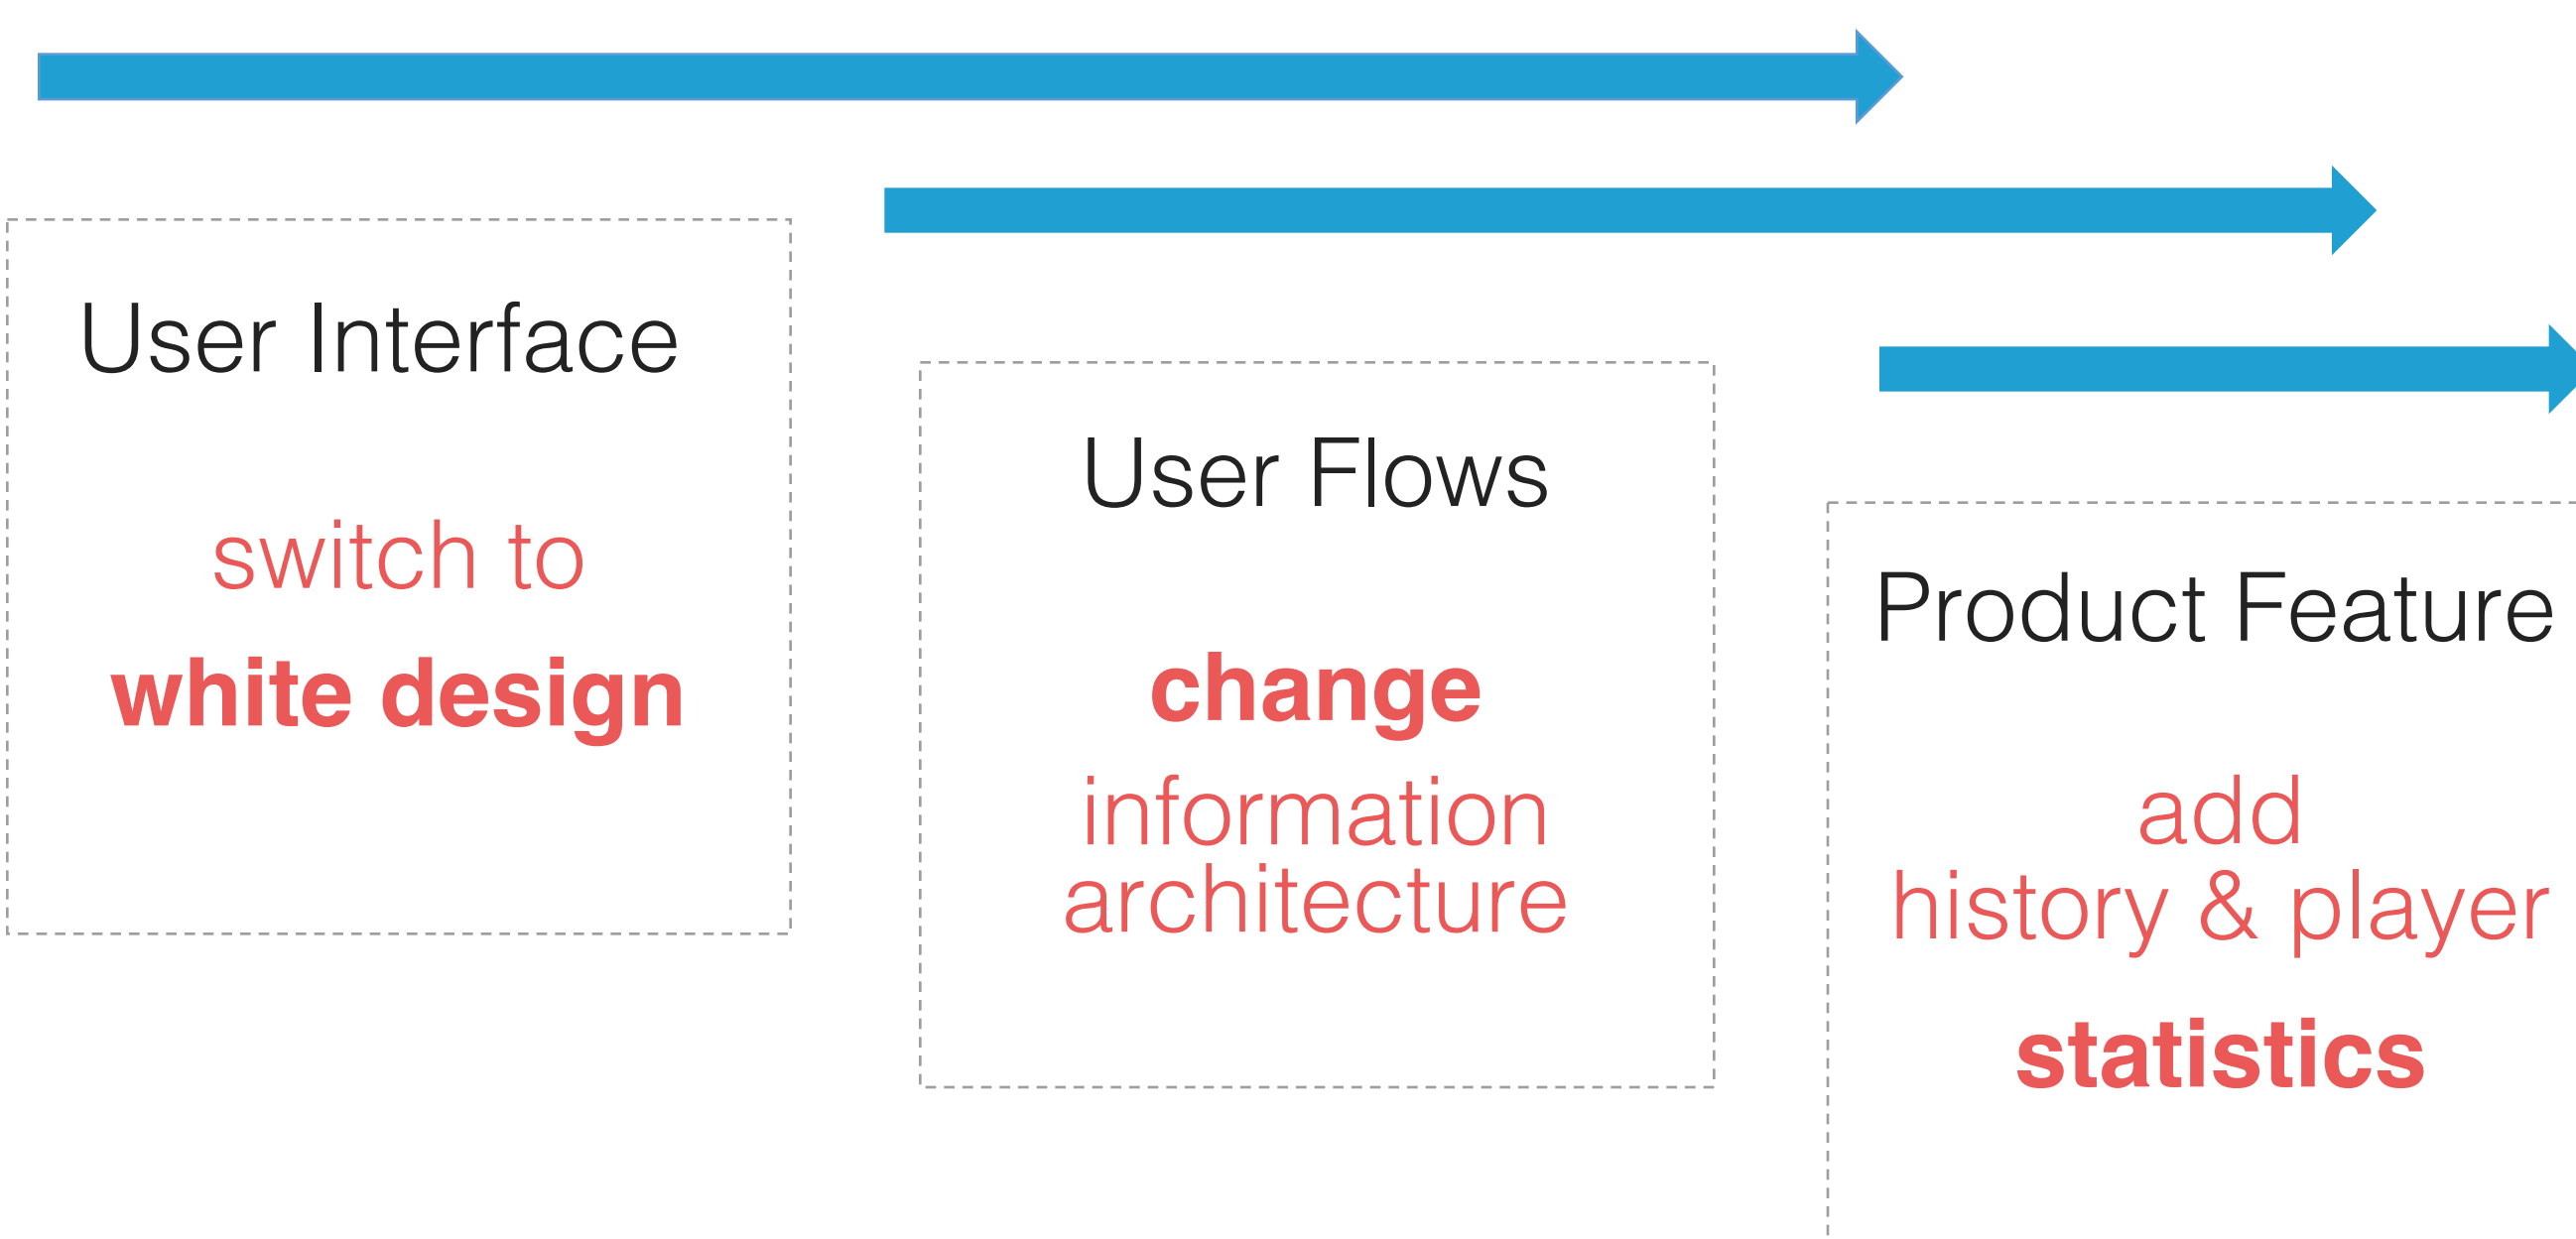 User Interface
switch to
white design
User Flows
change
information
architecture
Product Feature
add
history & player
statistics